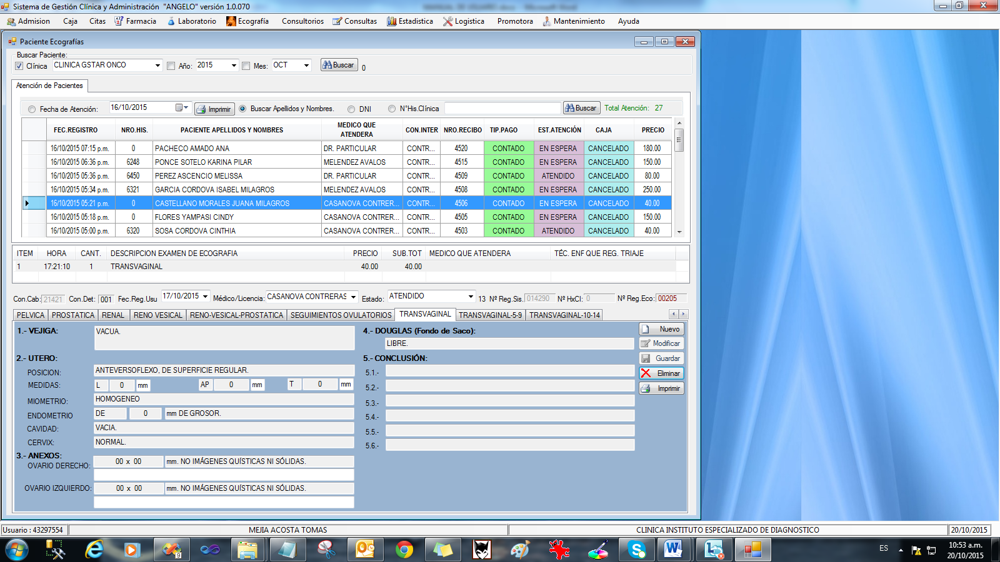 Sistema de Gestión Clínica y Administración "ANGELO" versión 1.0.070
Admision Caja Citas Farmacia Laboratorio Ecografía Consultorios Consultas Estadistica Logistica Promotora Mantenimiento Ayuda
Paciente Ecografías
Buscar Paciente:
Clínica CLINICA GSTAR ONCO Año: 2015 Mes: OCT Buscar 0
Atención de Pacientes
Fecha de Atención: 16/10/2015 Imprimir Buscar Apellidos y Nombres. DNI N°His.Clínica Buscar Total Atención: 27
FEC.REGISTRO NRO.HIS. PACIENTE APELLIDOS Y NOMBRES MEDICO QUE ATENDERA CON.INTER NRO.RECIBO TIP.PAGO EST.ATENCIÓN CAJA PRECIO
16/10/2015 07:15 p.m. 0 PACHECO AMADO ANA DR. PARTICULAR CONTR... 4520 CONTADO EN ESPERA CANCELADO 180.00
16/10/2015 06:36 p.m. 6248 PONCE SOTELO KARINA PILAR MELENDEZ AVALOS CONTR... 4515 CONTADO EN ESPERA CANCELADO 150.00
16/10/2015 05:36 p.m. 6450 PEREZ ASCENCIO MELISSA DR. PARTICULAR CONTR... 4509 CONTADO ATENDIDO CANCELADO 80.00
16/10/2015 05:34 p.m. 6321 GARCIA CORDOVA ISABEL MILAGROS MELENDEZ AVALOS CONTR... 4508 CONTADO EN ESPERA CANCELADO 250.00
16/10/2015 05:21 p.m. 0 CASTELLANO MORALES JUANA MILAGROS CASANOVA CONTRER... CONTR... 4506 CONTADO EN ESPERA CANCELADO 40.00
16/10/2015 05:18 p.m. 0 FLORES YAMPASI CINDY CASANOVA CONTRER... CONTR... 4505 CONTADO EN ESPERA CANCELADO 150.00
16/10/2015 05:00 p.m. 6320 SOSA CORDOVA CINTHIA CASANOVA CONTRER... CONTR... 4503 CONTADO ATENDIDO CANCELADO 40.00
ITEM HORA CANT. DESCRIPCION EXAMEN DE ECOGRAFIA PRECIO SUB.TOT MEDICO QUE ATENDERA TÉC. ENF QUE REG. TRIAJE
1 17:21:10 1 TRANSVAGINAL 40.00 40.00
Con.Cab: 21421 Con.Det: 001 Fec.Reg.Usu 17/10/2015 Médico/Licencia: CASANOVA CONTRERAS Estado: ATENDIDO 13 Nº Reg.Sis. 014290 Nº HxCl: 0 Nº Reg.Eco: 00205
PELVICA PROSTATICA RENAL RENO VESICAL RENO-VESICAL-PROSTATICA SEGUIMIENTOS OVULATORIOS TRANSVAGINAL TRANSVAGINAL-5-9 TRANSVAGINAL-10-14
1.- VEJIGA: VACUA.
2.- UTERO:
POSICION: ANTEVERSOFLEXO, DE SUPERFICIE REGULAR.
MEDIDAS: L 0 mm AP 0 mm T 0 mm
MIOMETRIO: HOMOGENEO
ENDOMETRIO DE 0 mm DE GROSOR.
CAVIDAD: VACIA.
CERVIX: NORMAL.
3.- ANEXOS:
OVARIO DERECHO: 00 x 00 mm. NO IMÁGENES QUÍSTICAS NI SÓLIDAS.
OVARIO IZQUIERDO: 00 x 00 mm. NO IMÁGENES QUÍSTICAS NI SÓLIDAS.
4.- DOUGLAS (Fondo de Saco):
LIBRE.
5.- CONCLUSIÓN:
5.1.-
5.2.-
5.3.-
5.4.-
5.5.-
5.6.-
Nuevo
Modificar
Guardar
Eliminar
Imprimir
Usuario : 43297554 MEJIA ACOSTA TOMAS CLINICA INSTITUTO ESPECIALIZADO DE DIAGNOSTICO 20/10/2015
9
ES 10:53 a.m.
20/10/2015